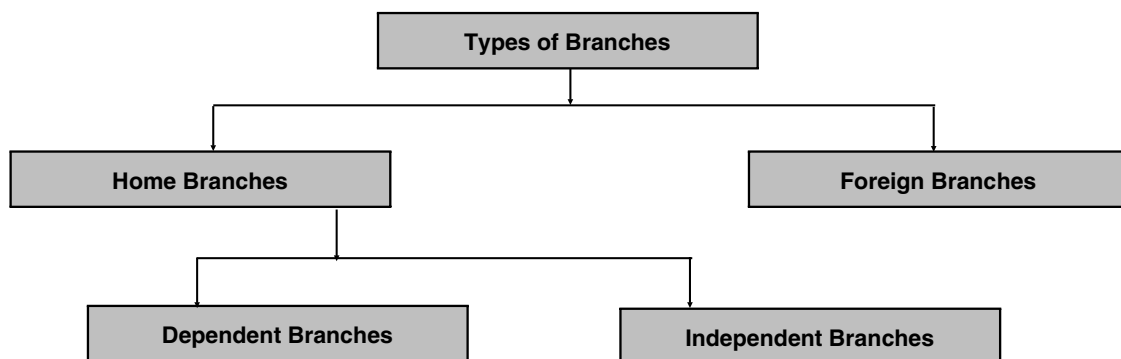 Types of Branches
Home Branches
Foreign Branches
Dependent Branches
Independent Branches